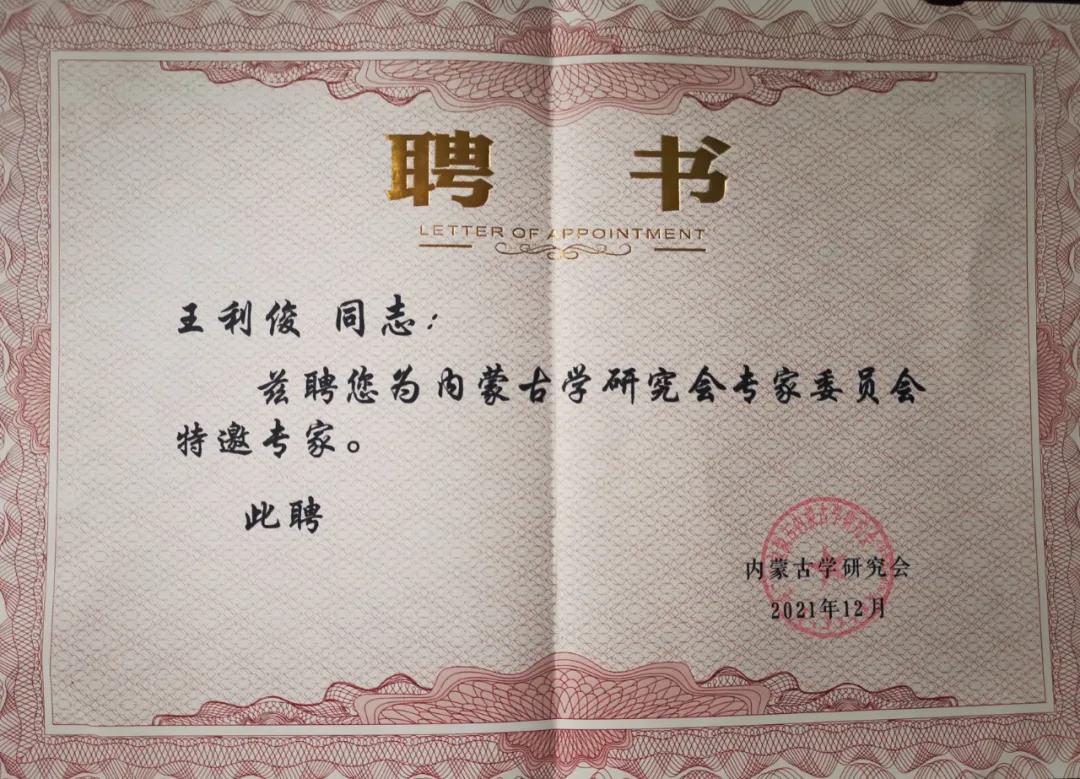 聘 书
LETTER OF APPOINTMENT
王利俊 同志：
兹聘您为内蒙古学研究会专家委员会
特邀专家。
此聘
内蒙古学研究会
2021年12月